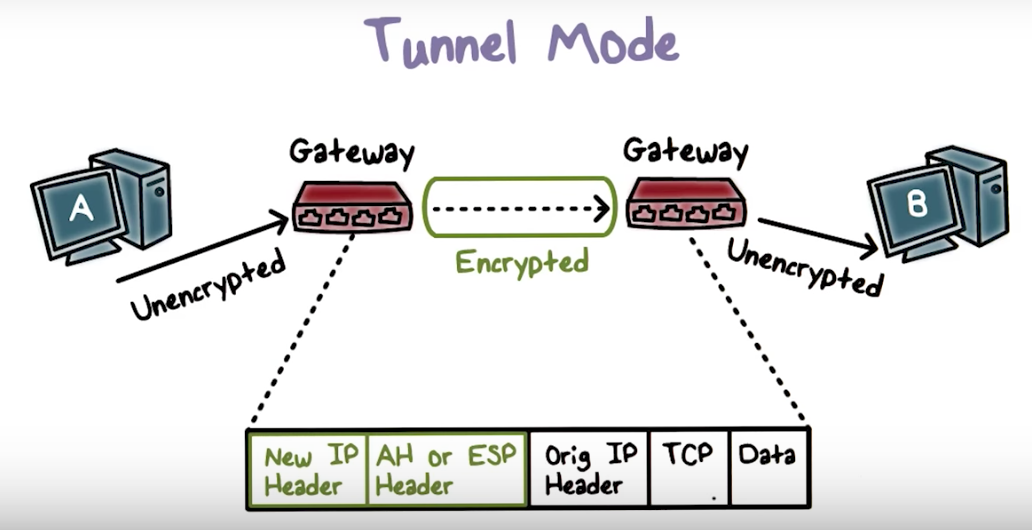 Tunnel Mode
Gateway
Gateway
A
B
Unencrypted
Encrypted
Unencrypted
New IP Header
AH or ESP Header
Orig IP Header
TCP
Data